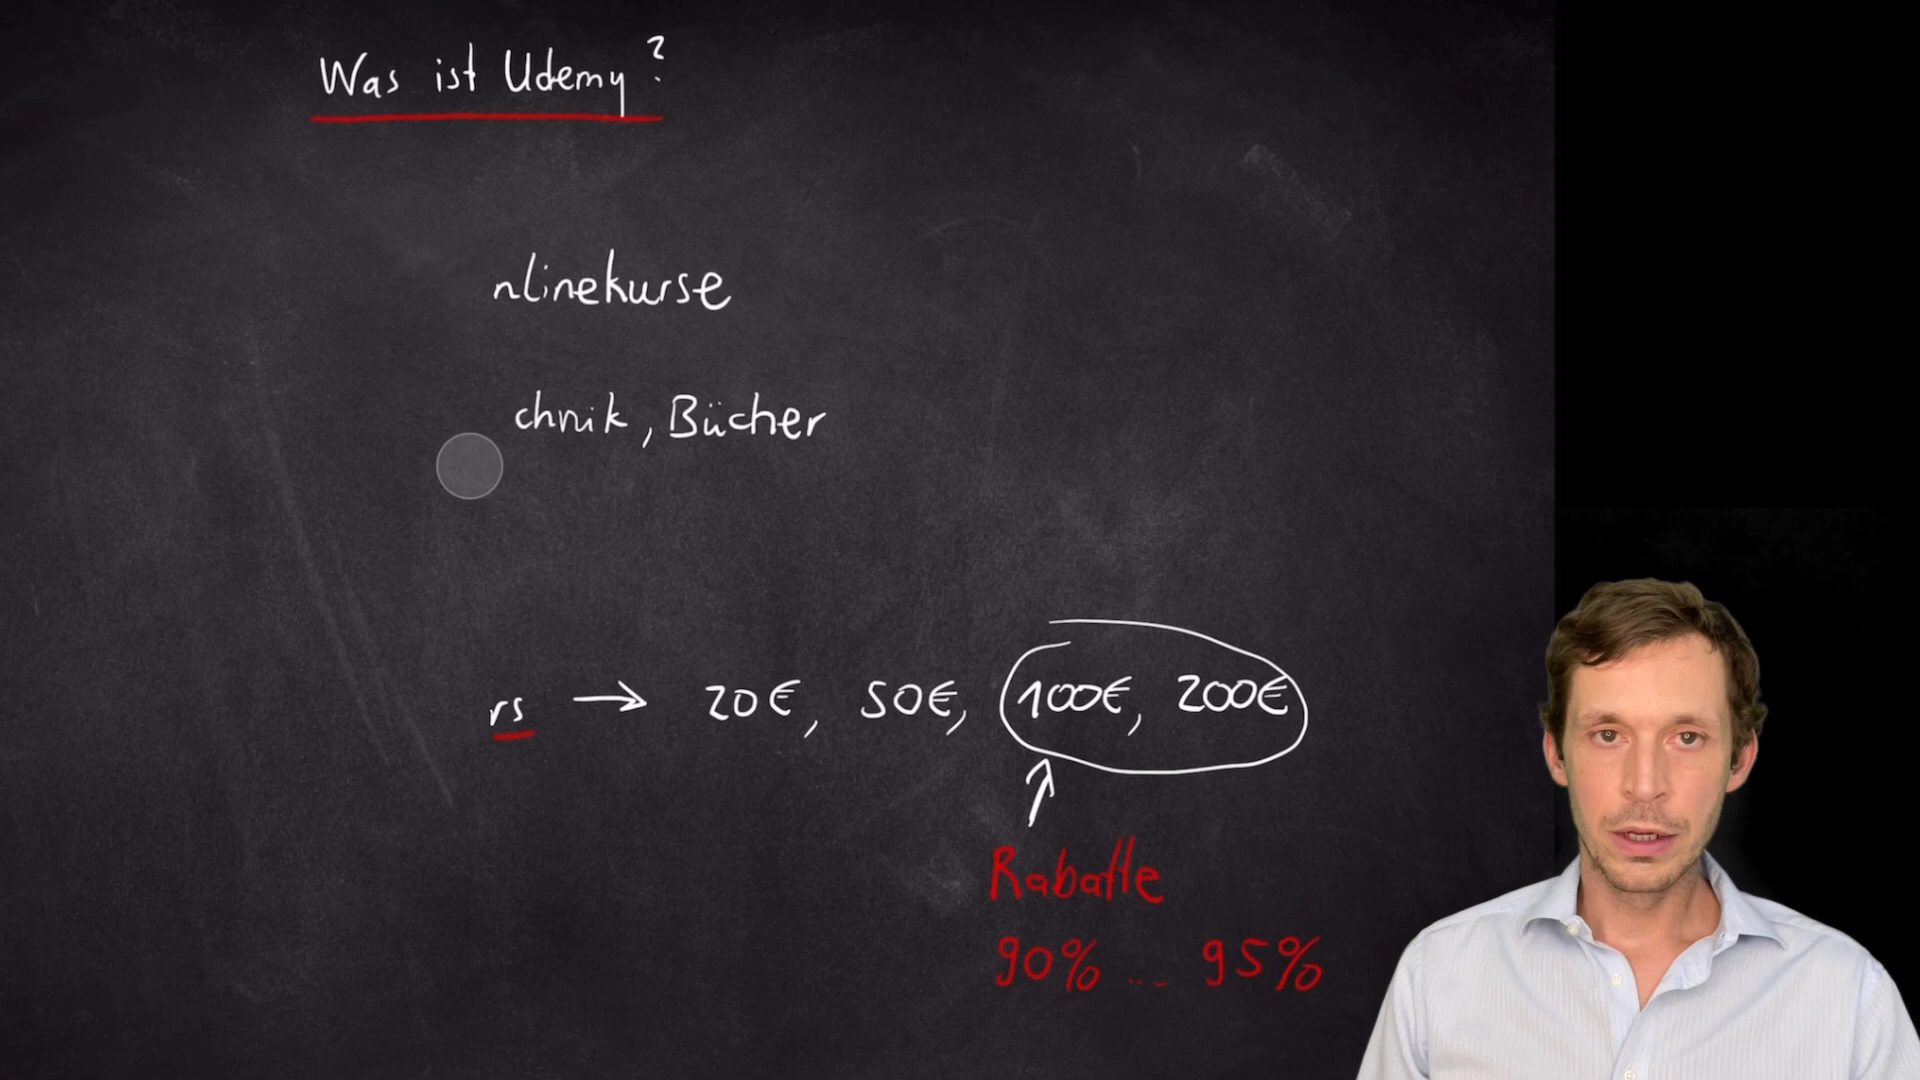 Was ist Udemy?
nlinekurse
chnik, Bücher
rs → 20€, 50€, 100€, 200€
Rabatte
90% ... 95%